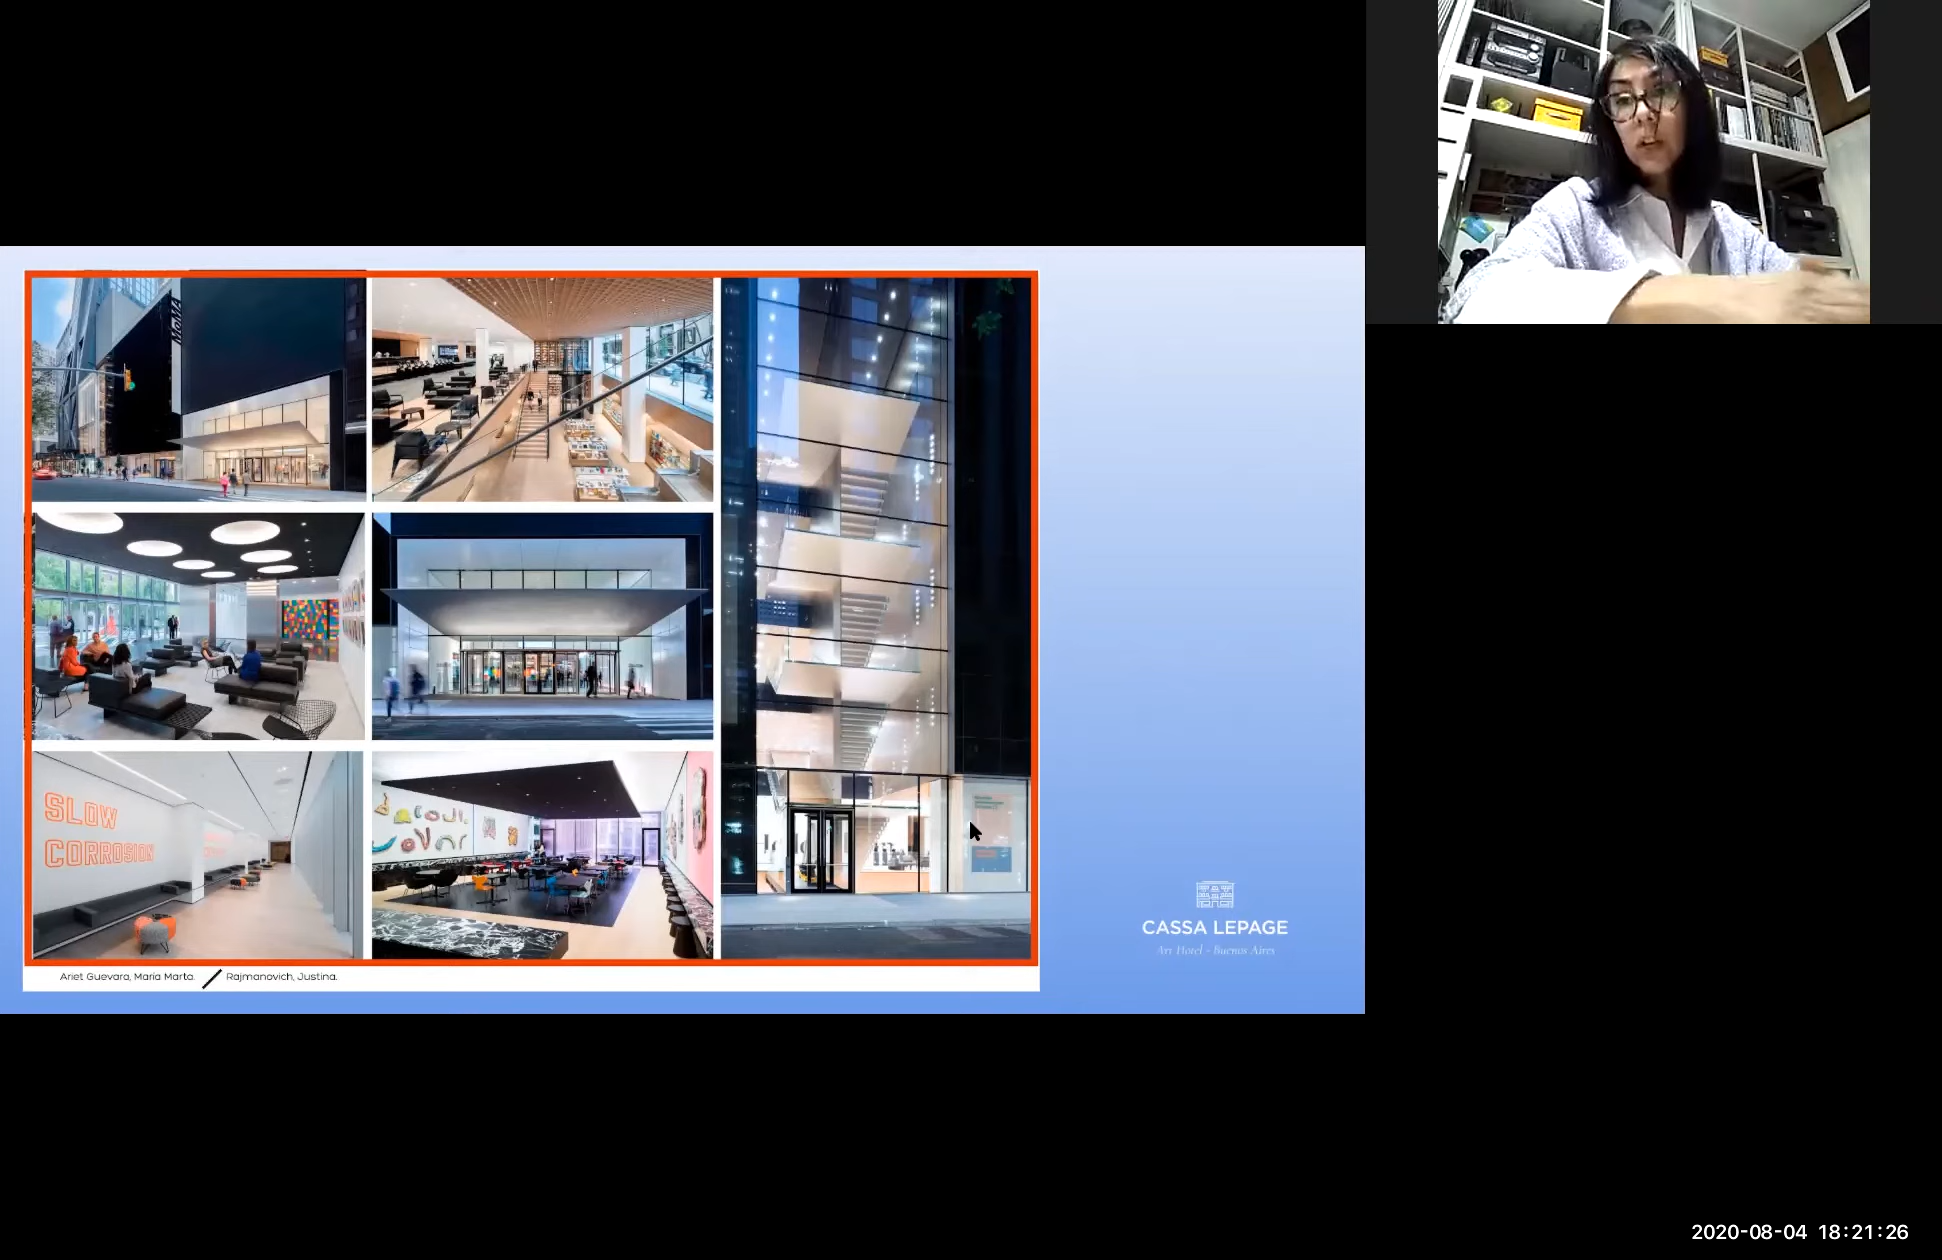 MoMA
SLOW
CORROSION
Ariet Guevara, María Marta.
Rajmanovich, Justina.
CASSA LEPAGE
Art Hotel - Buenos Aires
2020-08-04 18:21:26